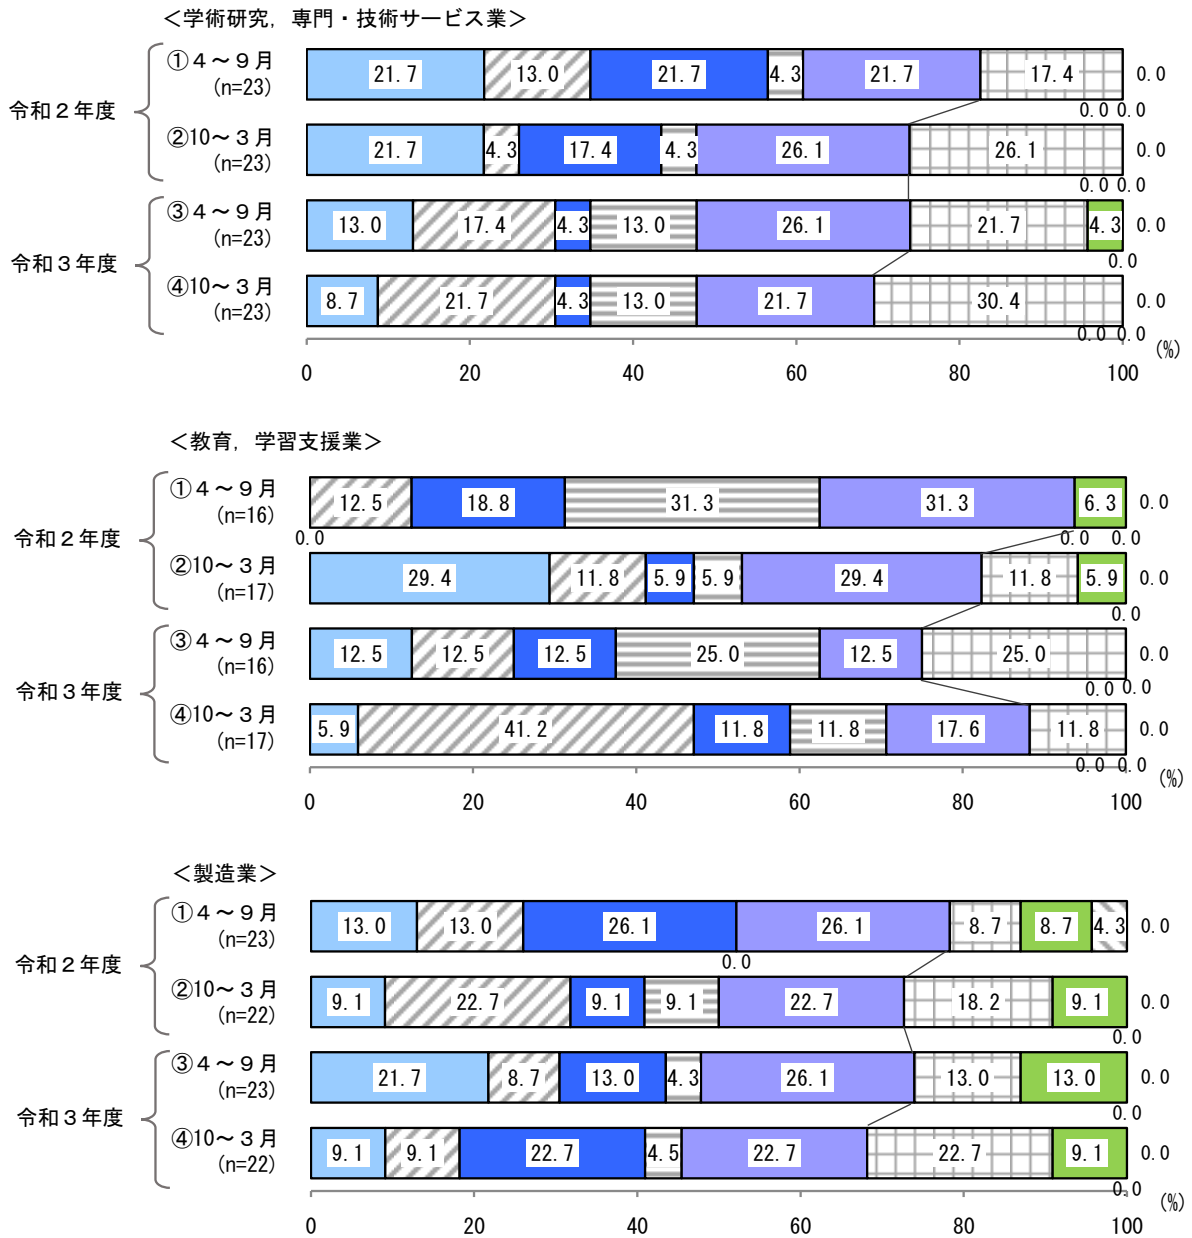 ＜学術研究，専門・技術サービス業＞
令和２年度
①４～９月
(n=23)
21.7 13.0 21.7 4.3 21.7 17.4 0.0
0.0 0.0
②10～３月
(n=23)
21.7 4.3 17.4 4.3 26.1 26.1 0.0
0.0 0.0
令和３年度
③４～９月
(n=23)
13.0 17.4 4.3 13.0 26.1 21.7 4.3 0.0
0.0
④10～３月
(n=23)
8.7 21.7 4.3 13.0 21.7 30.4 0.0
0.0 0.0
(%)
0 20 40 60 80 100
＜教育，学習支援業＞
令和２年度
①４～９月
(n=16)
12.5 18.8 31.3 31.3 6.3 0.0
0.0 0.0 0.0
②10～３月
(n=17)
29.4 11.8 5.9 5.9 29.4 11.8 5.9 0.0
0.0
令和３年度
③４～９月
(n=16)
12.5 12.5 12.5 25.0 12.5 25.0 0.0
0.0 0.0
④10～３月
(n=17)
5.9 41.2 11.8 11.8 17.6 11.8 0.0
0.0 0.0
(%)
0 20 40 60 80 100
＜製造業＞
令和２年度
①４～９月
(n=23)
13.0 13.0 26.1 26.1 8.7 8.7 4.3 0.0
0.0
②10～３月
(n=22)
9.1 22.7 9.1 9.1 22.7 18.2 9.1 0.0
0.0
令和３年度
③４～９月
(n=23)
21.7 8.7 13.0 4.3 26.1 13.0 13.0 0.0
0.0
④10～３月
(n=22)
9.1 9.1 22.7 4.5 22.7 22.7 9.1 0.0
0.0
(%)
0 20 40 60 80 100